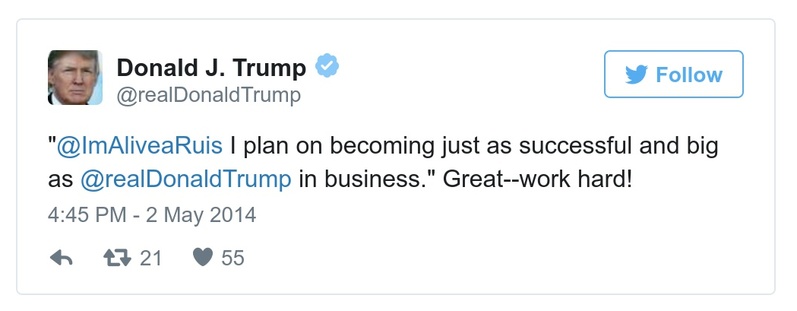 Donald J. Trump
Follow
@realDonaldTrump
"@ImAliveaRuis I plan on becoming just as successful and big
as @realDonaldTrump in business." Great--work hard!
4:45 PM - 2 May 2014
21 55